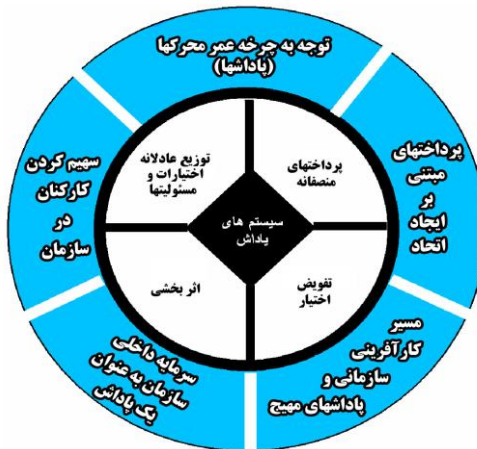 توجه به چرخه عمر محرکها
(پاداشها)
پرداختهای
مبتنی
بر
ایجاد
اتحاد
مسیر
کارآفرینی
سازمانی و
پاداشهای مهیج
سرمایه داخلی
سازمان به عنوان
یک پاداش
سهیم کردن
کارکنان
در
سازمان
پرداختهای
منصفانه
توزیع عادلانه
اختیارات و
مسئولیتها
سیستم های
پاداش
تفویض
اختیار
اثر بخشی